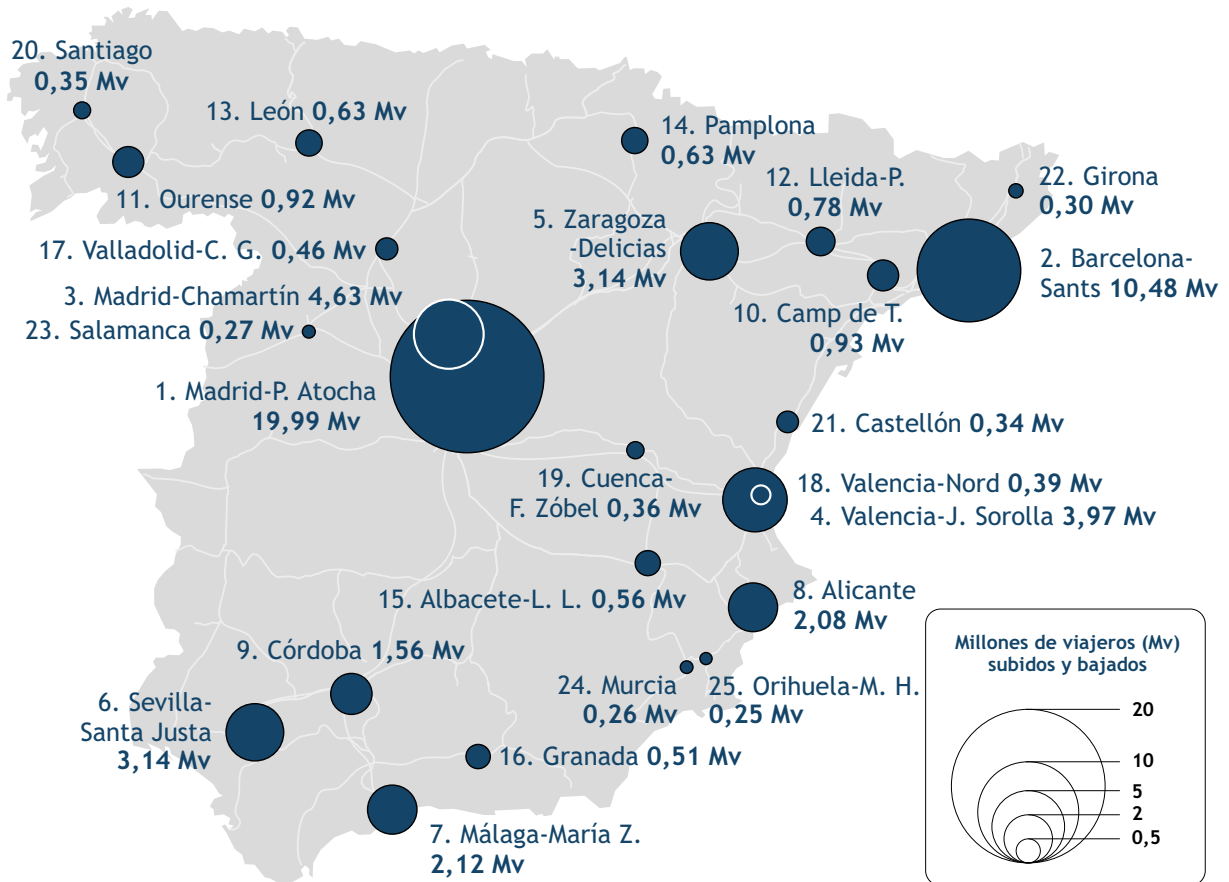 20. Santiago
0,35 Mv
13. León 0,63 Mv
14. Pamplona
0,63 Mv
11. Ourense 0,92 Mv
12. Lleida-P.
0,78 Mv
22. Girona
0,30 Mv
5. Zaragoza
-Delicias
3,14 Mv
17. Valladolid-C. G. 0,46 Mv
2. Barcelona-
Sants 10,48 Mv
3. Madrid-Chamartín 4,63 Mv
23. Salamanca 0,27 Mv
10. Camp de T.
0,93 Mv
1. Madrid-P. Atocha
19,99 Mv
21. Castellón 0,34 Mv
19. Cuenca-
F. Zóbel 0,36 Mv
18. Valencia-Nord 0,39 Mv
4. Valencia-J. Sorolla 3,97 Mv
15. Albacete-L. L. 0,56 Mv
8. Alicante
2,08 Mv
9. Córdoba 1,56 Mv
24. Murcia
0,26 Mv
25. Orihuela-M. H.
0,25 Mv
6. Sevilla-
Santa Justa
3,14 Mv
16. Granada 0,51 Mv
7. Málaga-María Z.
2,12 Mv
Millones de viajeros (Mv)
subidos y bajados
20
10
5
2
0,5